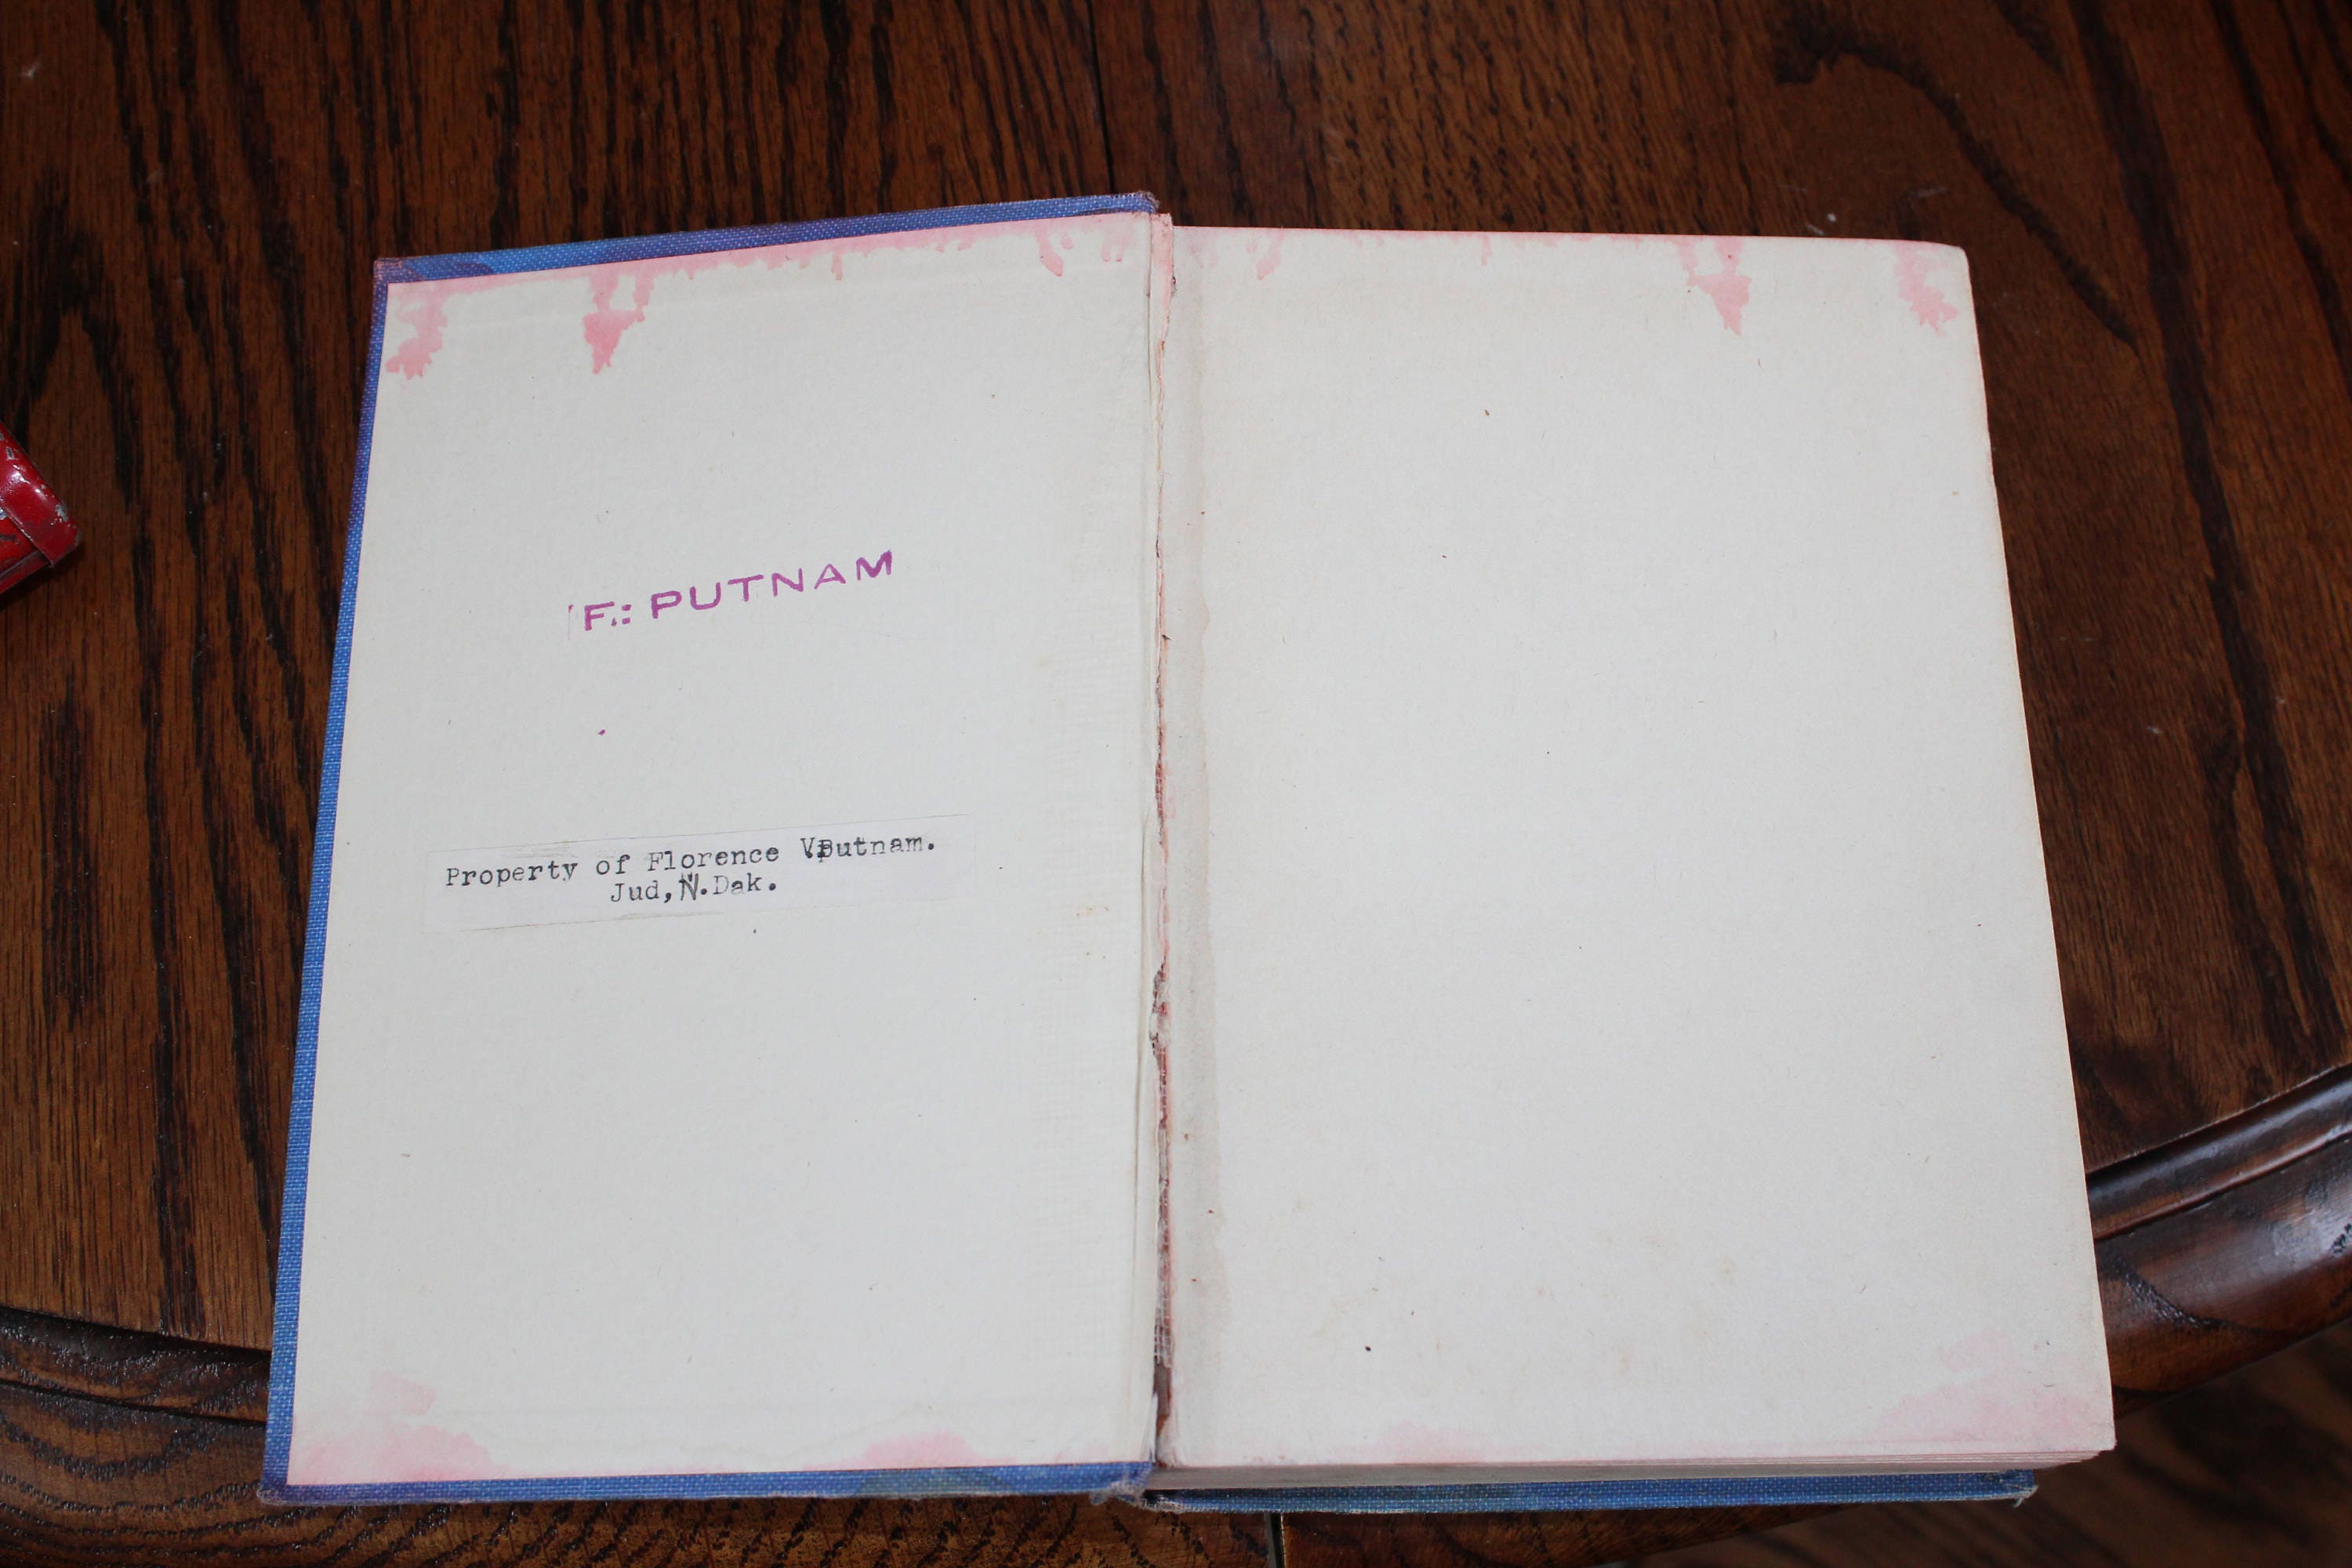 F.: PUTNAM
Property of Florence V.Putnam.
Jud,N.Dak.